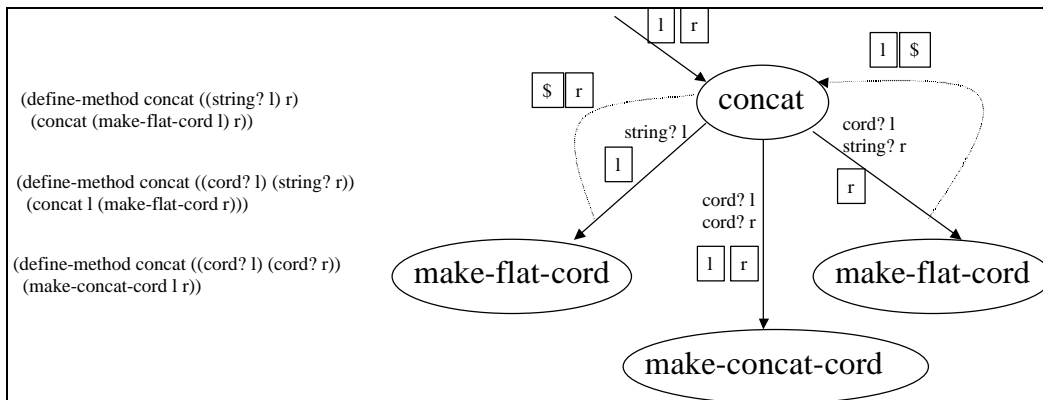 (define-method concat ((string? l) r)
(concat (make-flat-cord l) r))
(define-method concat ((cord? l) (string? r))
(concat l (make-flat-cord r)))
(define-method concat ((cord? l) (cord? r))
(make-concat-cord l r))
l r
l $
$ r
concat
string? l
l
cord? l
string? r
r
cord? l
cord? r
l r
make-flat-cord
make-flat-cord
make-concat-cord